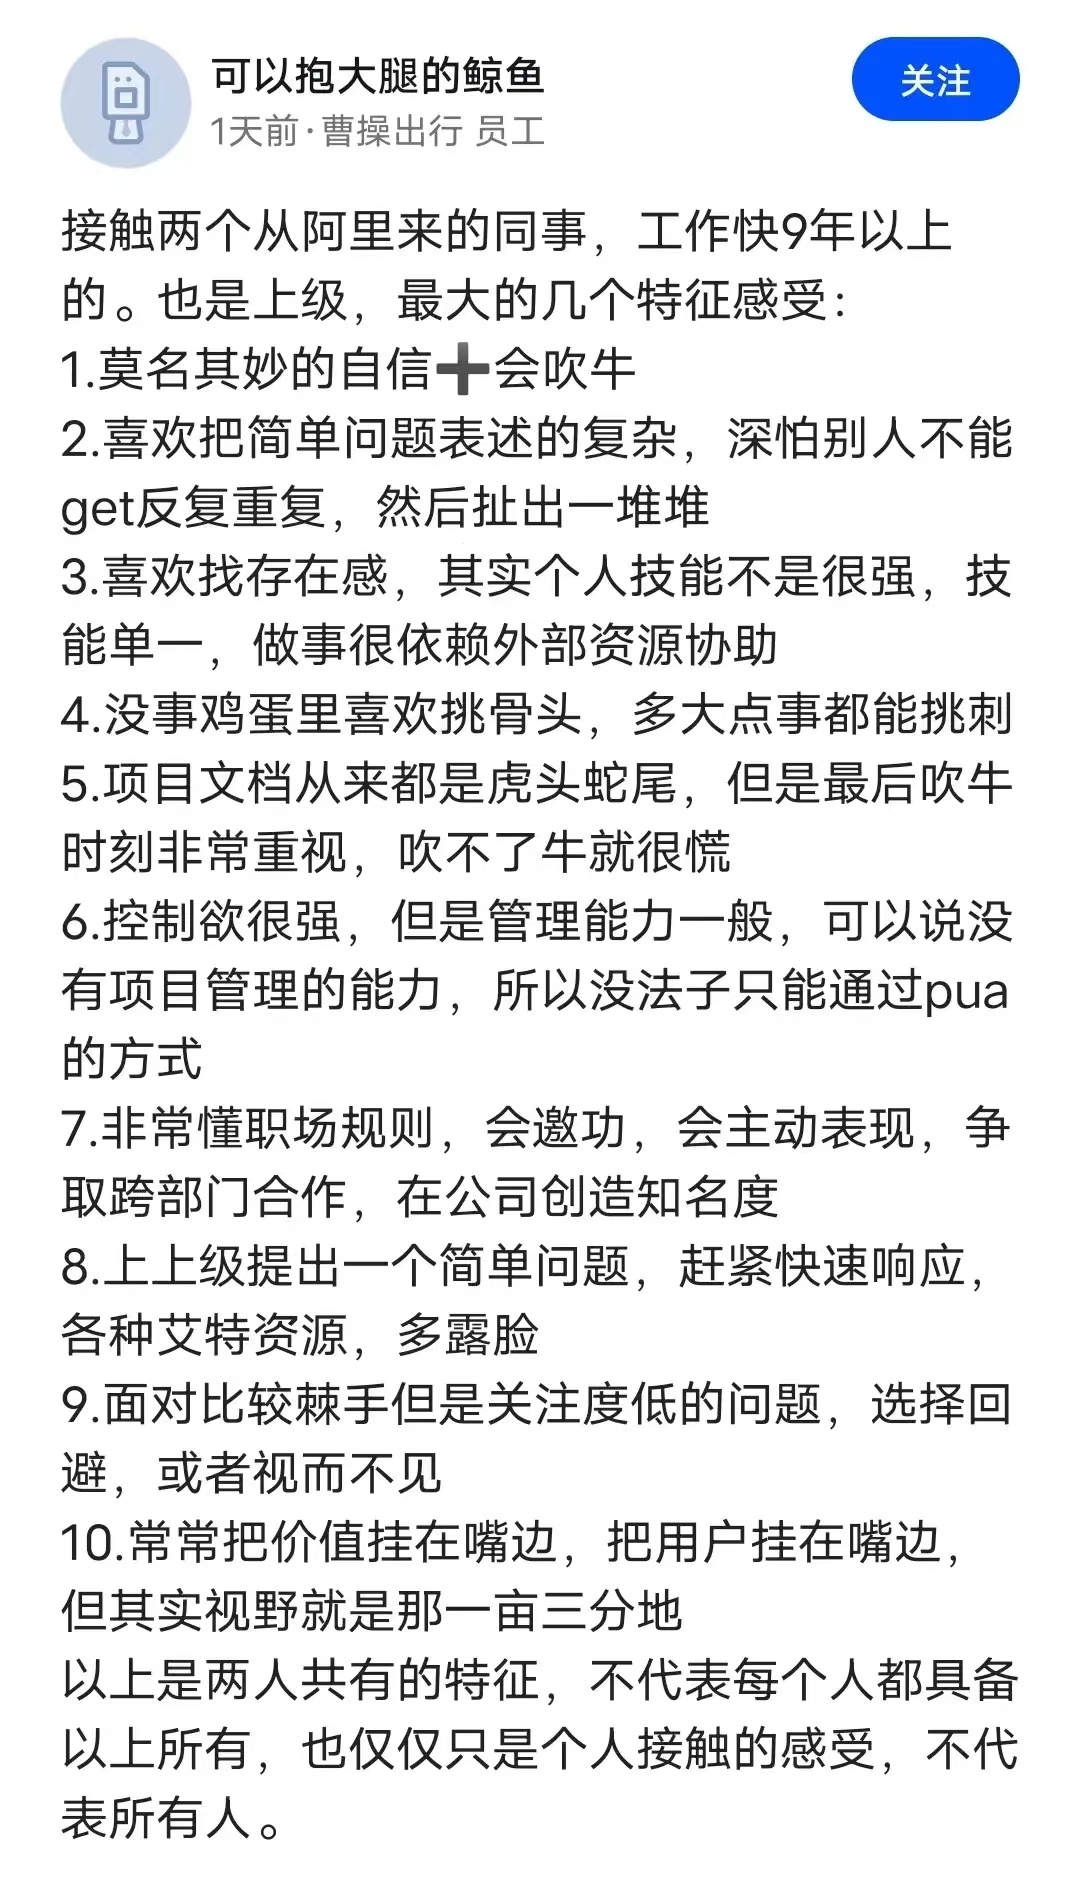 可以抱大腿的鲸鱼
关注
1天前·曹操出行 员工
接触两个从阿里来的同事，工作快9年以上
的。也是上级，最大的几个特征感受：
1.莫名其妙的自信➕会吹牛
2.喜欢把简单问题表述的复杂，深怕别人不能
get反复重复，然后扯出一堆堆
3.喜欢找存在感，其实个人技能不是很强，技
能单一，做事很依赖外部资源协助
4.没事鸡蛋里喜欢挑骨头，多大点事都能挑刺
5.项目文档从来都是虎头蛇尾，但是最后吹牛
时刻非常重视，吹不了牛就很慌
6.控制欲很强，但是管理能力一般，可以说没
有项目管理的能力，所以没法子只能通过pua
的方式
7.非常懂职场规则，会邀功，会主动表现，争
取跨部门合作，在公司创造知名度
8.上上级提出一个简单问题，赶紧快速响应，
各种艾特资源，多露脸
9.面对比较棘手但是关注度低的问题，选择回
避，或者视而不见
10.常常把价值挂在嘴边，把用户挂在嘴边，
但其实视野就是那一亩三分地
以上是两人共有的特征，不代表每个人都具备
以上所有，也仅仅只是个人接触的感受，不代
表所有人。